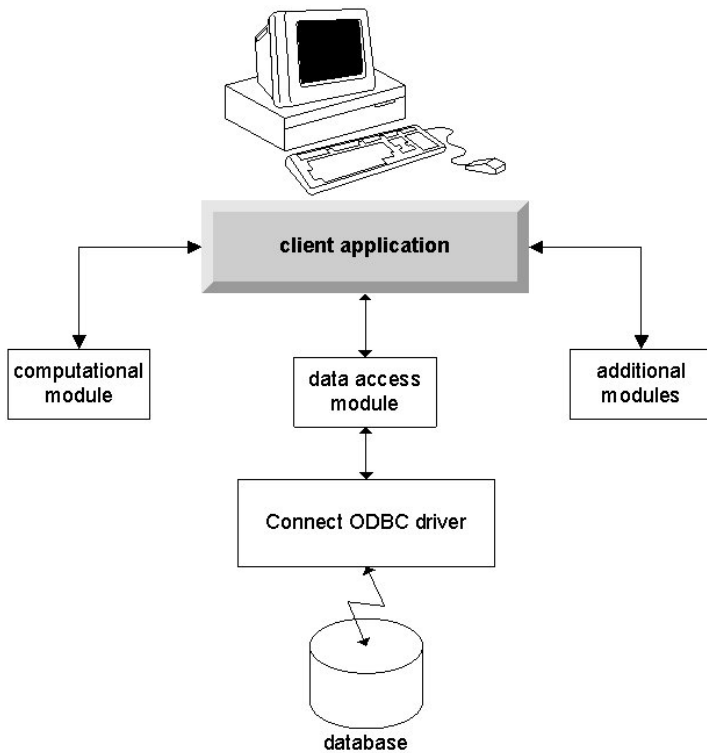 client application
computational
module
data access
module
additional
modules
Connect ODBC driver
database